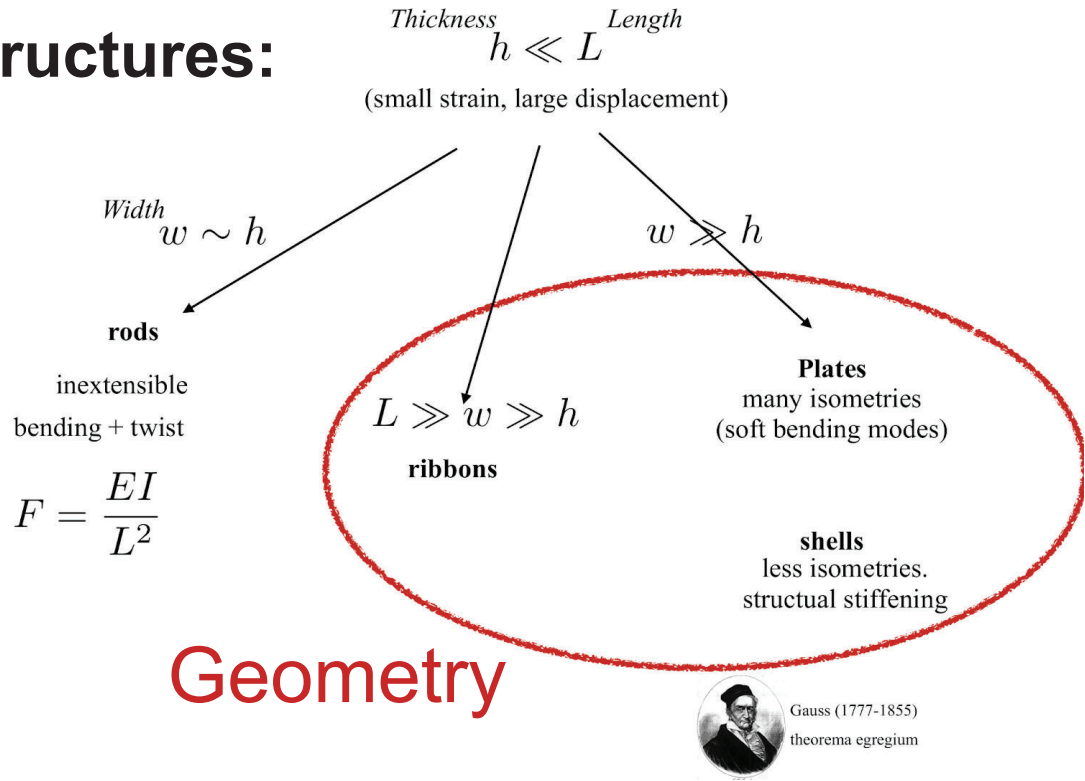 ructures:
Thickness Length
h ≪ L
(small strain, large displacement)
Width
w ∼ h
w ≫ h
rods
inextensible
bending + twist
F = EI / L²
L ≫ w ≫ h
ribbons
Plates
many isometries
(soft bending modes)
shells
less isometries.
structual stiffening
Geometry
Gauss (1777-1855)
theorema egregium